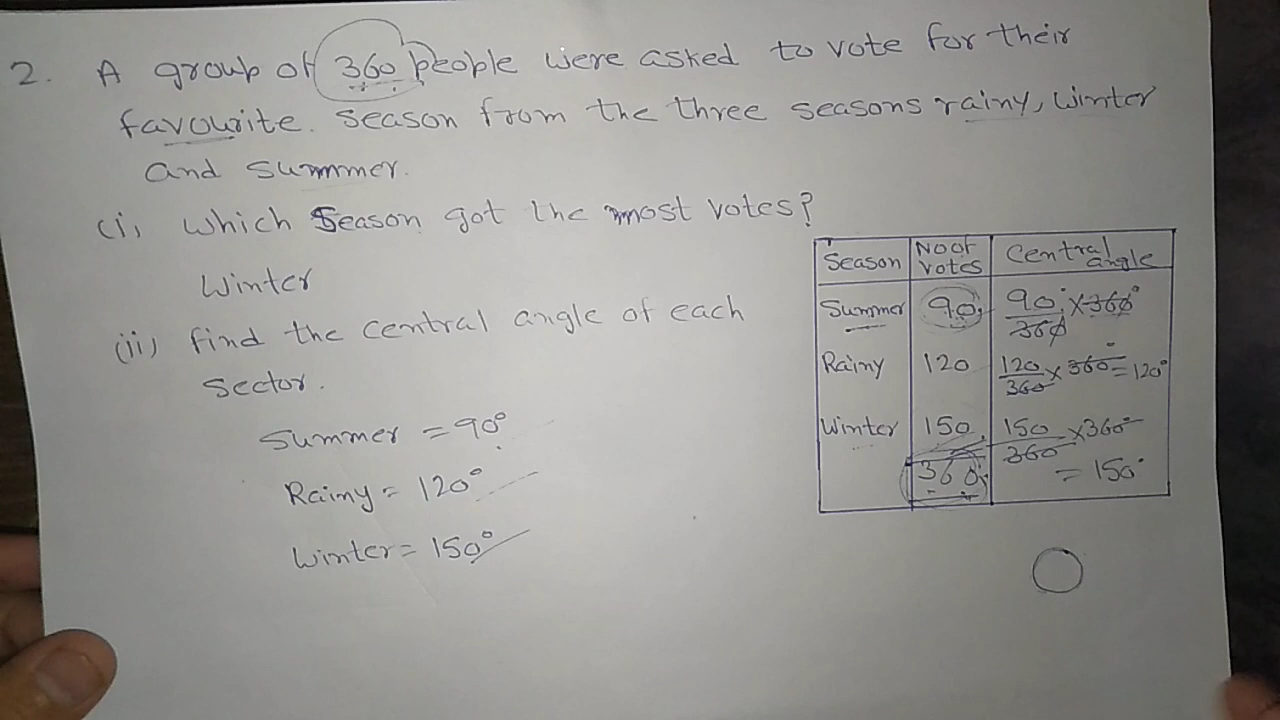 2. A group of 360 people were asked to vote for their
favourite. season from the three seasons rainy, winter
and summer.
(i) Which Season got the most votes?
Winter
(ii) find the central angle of each
Sector.
Summer = 90°
Rainy = 120°
Winter = 150°
Season No of votes Central angle
Summer 90 90/360 × 360°
Rainy 120 120/360 × 360° = 120°
Winter 150 150/360 × 360°
360 = 150°